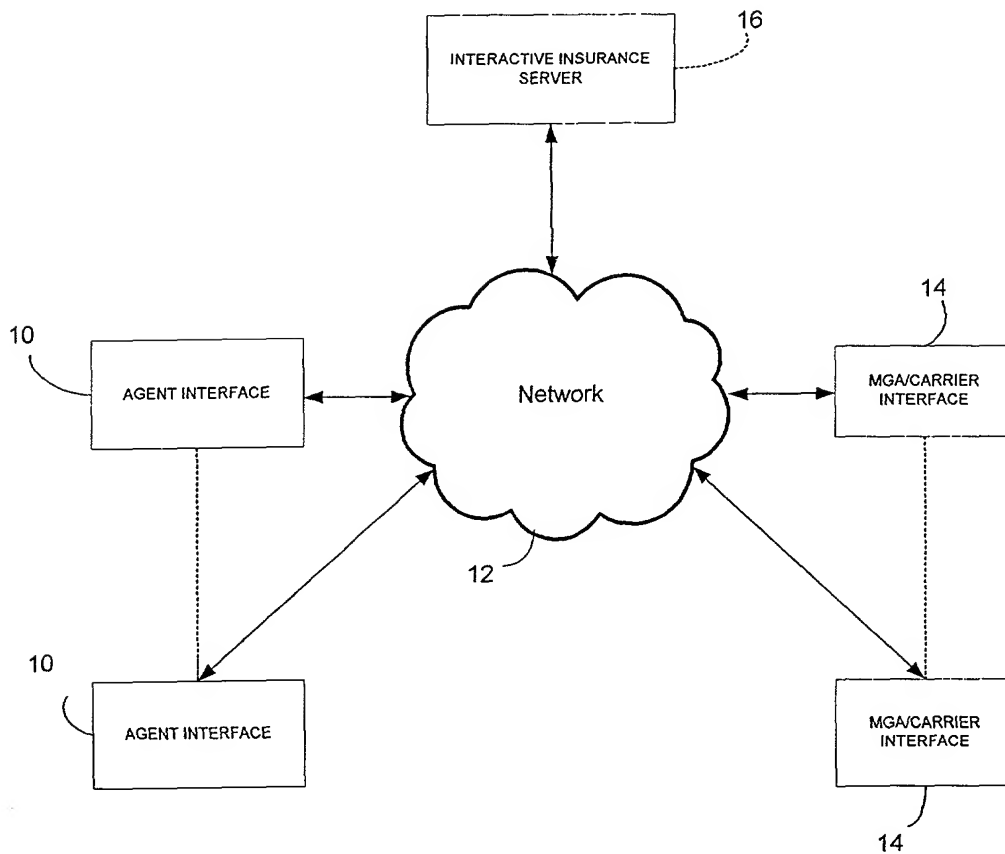 16
INTERACTIVE INSURANCE
SERVER
10
AGENT INTERFACE
Network
14
MGA/CARRIER
INTERFACE
12
10
AGENT INTERFACE
MGA/CARRIER
INTERFACE
14